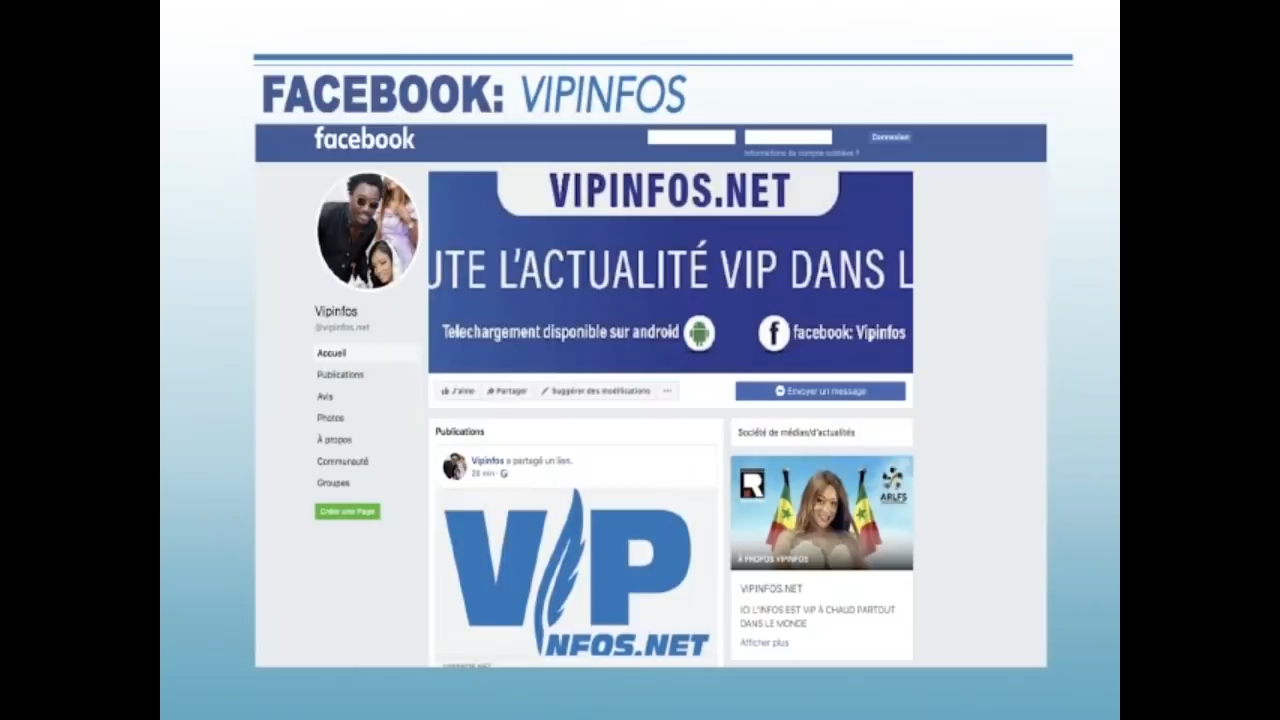 FACEBOOK: VIPINFOS
facebook
Connexion
Informations de compte oubliées ?
VIPINFOS.NET
UTE L'ACTUALITÉ VIP DANS L
Telechargement disponible sur android
facebook: Vipinfos
Vipinfos
@vipinfos.net
Accueil
Publications
Avis
Photos
À propos
Communauté
Groupes
Créer une Page
J'aime Partager Suggérer des modifications ...
Envoyer un message
Publications
Vipinfos a partagé un lien.
28 min
VIP
INFOS.NET
Société de médias/d'actualités
R
ARLFS
À PROPOS VIPINFOS
VIPINFOS.NET
ICI L'INFOS EST VIP À CHAUD PARTOUT
DANS LE MONDE
Afficher plus